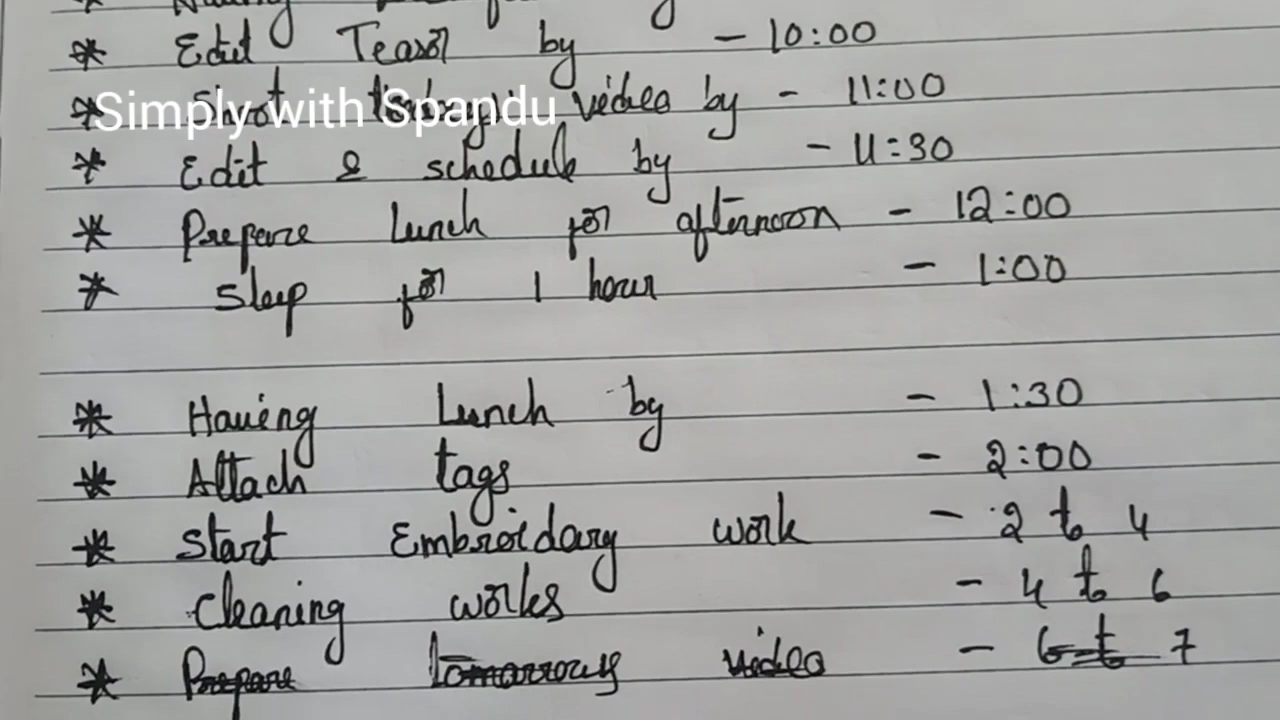 * Edit Teaser by - 10:00
* Shoot video by - 11:00
Simply with Spandu
* Edit & schedule by - 11:30
* Prepare Lunch for afternoon - 12:00
* Sleep for 1 hour - 1:00
* Having Lunch by - 1:30
* Attach tags - 2:00
* Start Embroidary work - 2 to 4
* Cleaning works - 4 to 6
* Prepare tomorrows video - 6 to 7